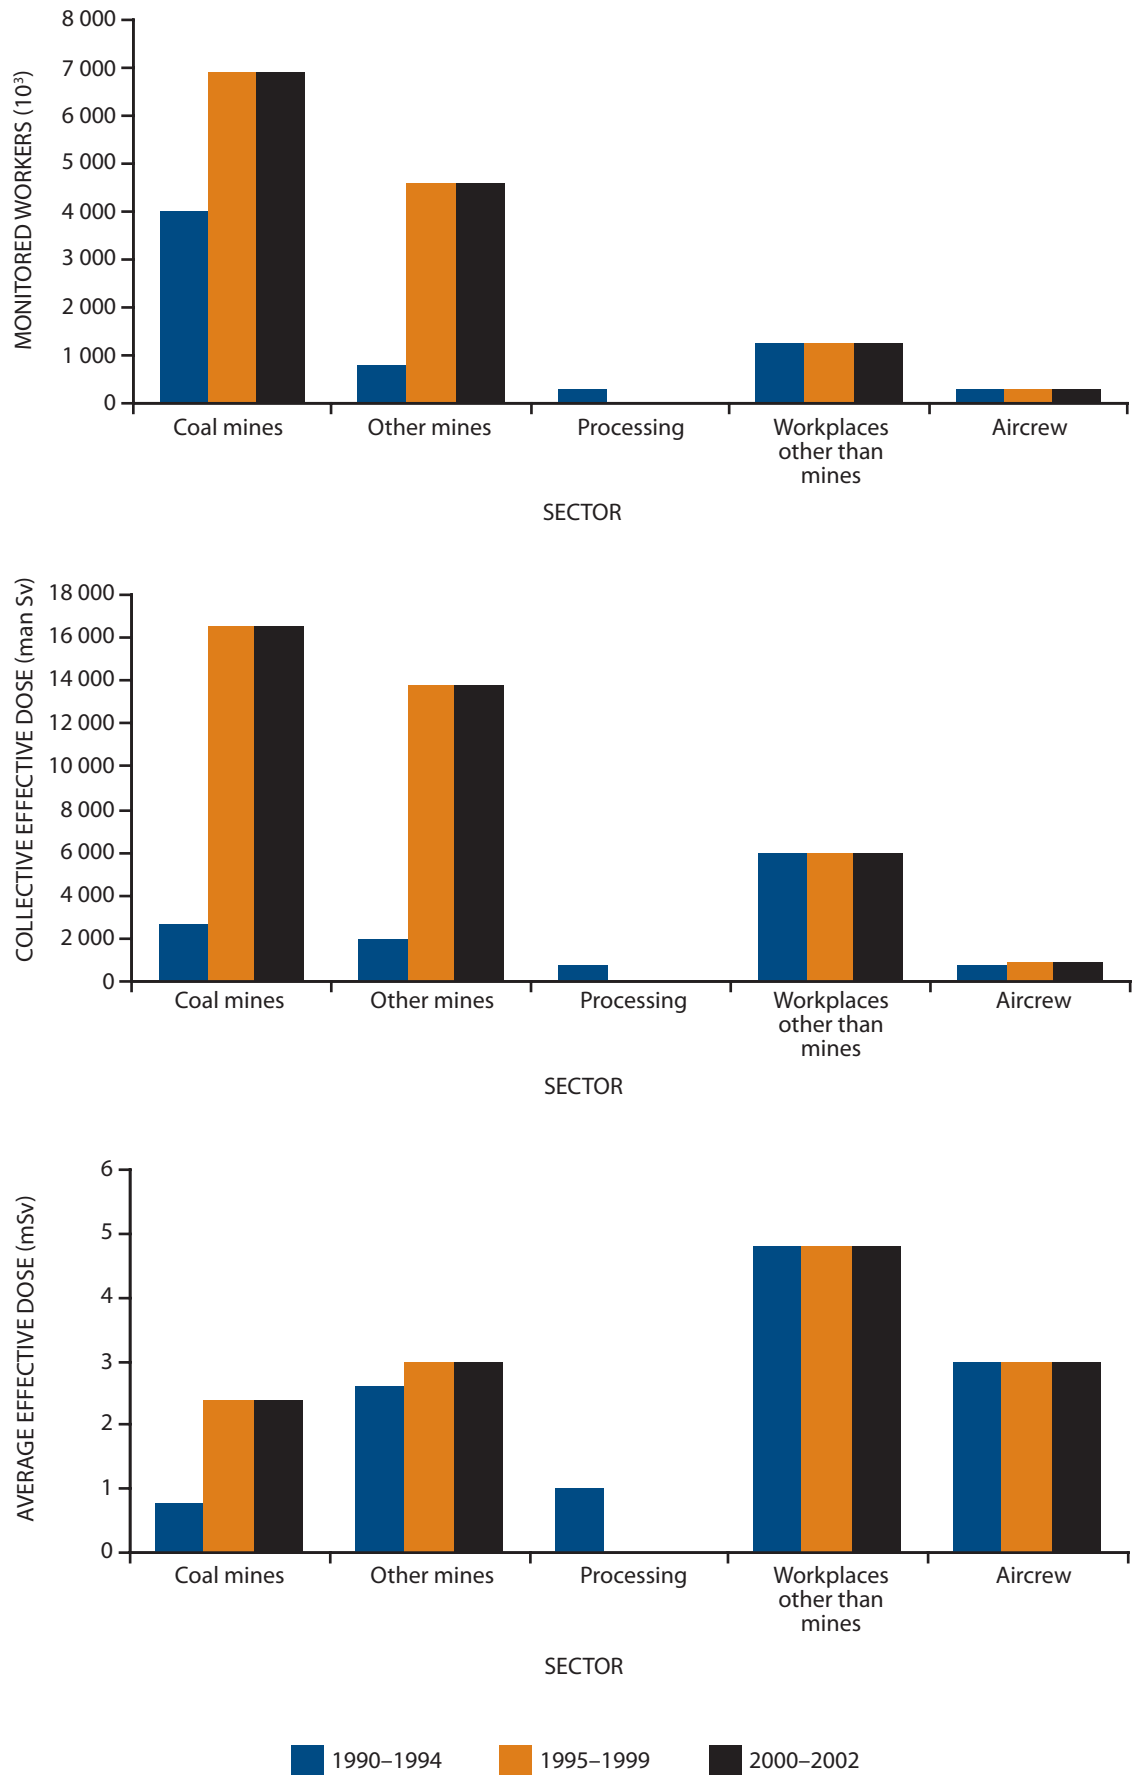 MONITORED WORKERS (10³)
8 000
7 000
6 000
5 000
4 000
3 000
2 000
1 000
0
Coal mines
Other mines
Processing
Workplaces
other than
mines
Aircrew
SECTOR
COLLECTIVE EFFECTIVE DOSE (man Sv)
18 000
16 000
14 000
12 000
10 000
8 000
6 000
4 000
2 000
0
Coal mines
Other mines
Processing
Workplaces
other than
mines
Aircrew
SECTOR
AVERAGE EFFECTIVE DOSE (mSv)
6
5
4
3
2
1
0
Coal mines
Other mines
Processing
Workplaces
other than
mines
Aircrew
SECTOR
1990–1994
1995–1999
2000–2002